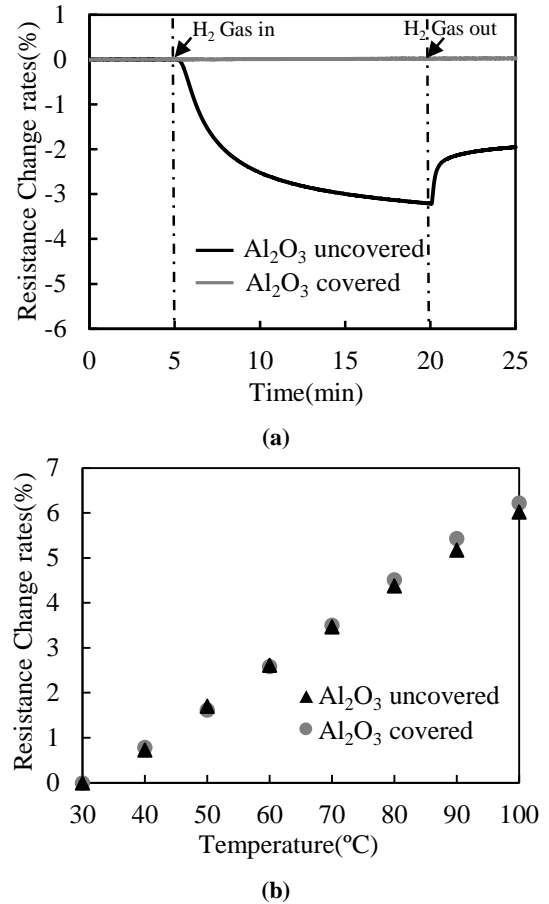 H₂ Gas in
H₂ Gas out
1
0
-1
-2
-3
-4
-5
-6
Resistance Change rates(%)
Al₂O₃ uncovered
Al₂O₃ covered
0 5 10 15 20 25
Time(min)
(a)
7
6
5
4
3
2
1
0
Resistance Change rates(%)
Al₂O₃ uncovered
Al₂O₃ covered
30 40 50 60 70 80 90 100
Temperature(ºC)
(b)